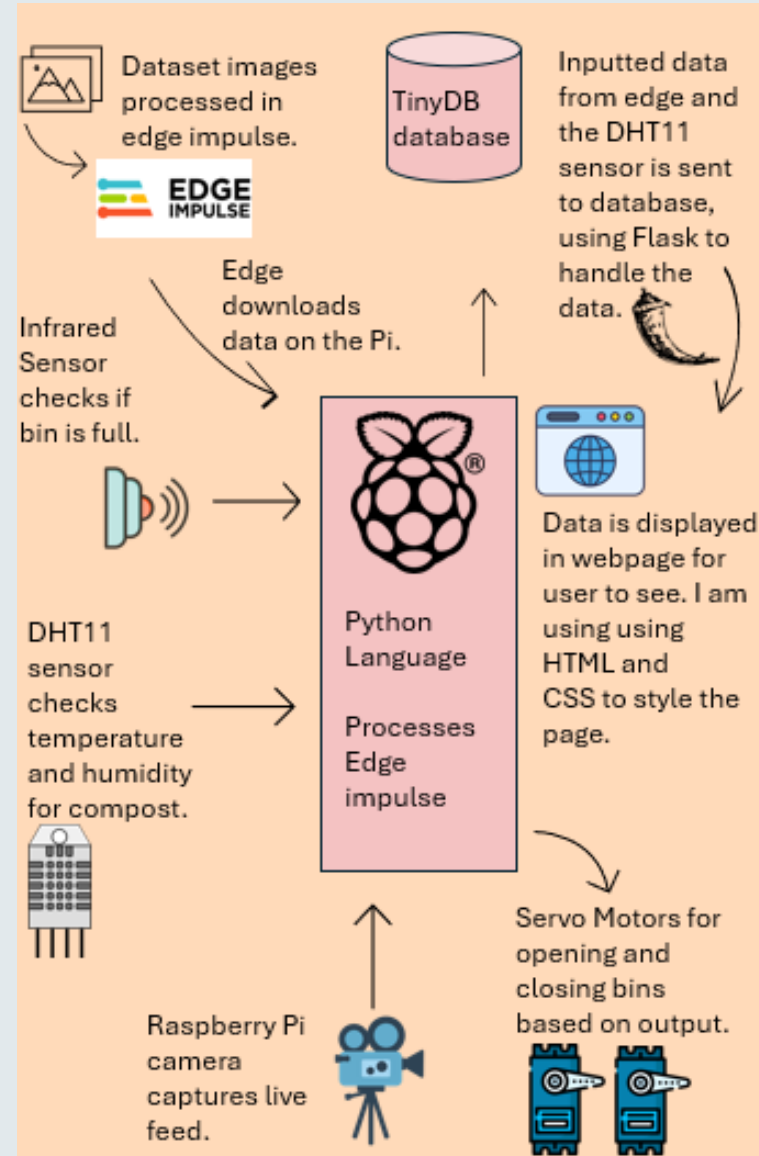 Dataset images
processed in
edge impulse.
EDGE
IMPULSE
TinyDB
database
Inputted data
from edge and
the DHT11
sensor is sent
to database,
using Flask to
handle the
data.
Edge
downloads
data on the Pi.
Infrared
Sensor
checks if
bin is full.
®
Python
Language
Processes
Edge
impulse
Data is displayed
in webpage for
user to see. I am
using using
HTML and
CSS to style the
page.
DHT11
sensor
checks
temperature
and humidity
for compost.
Servo Motors for
opening and
closing bins
based on output.
Raspberry Pi
camera
captures live
feed.